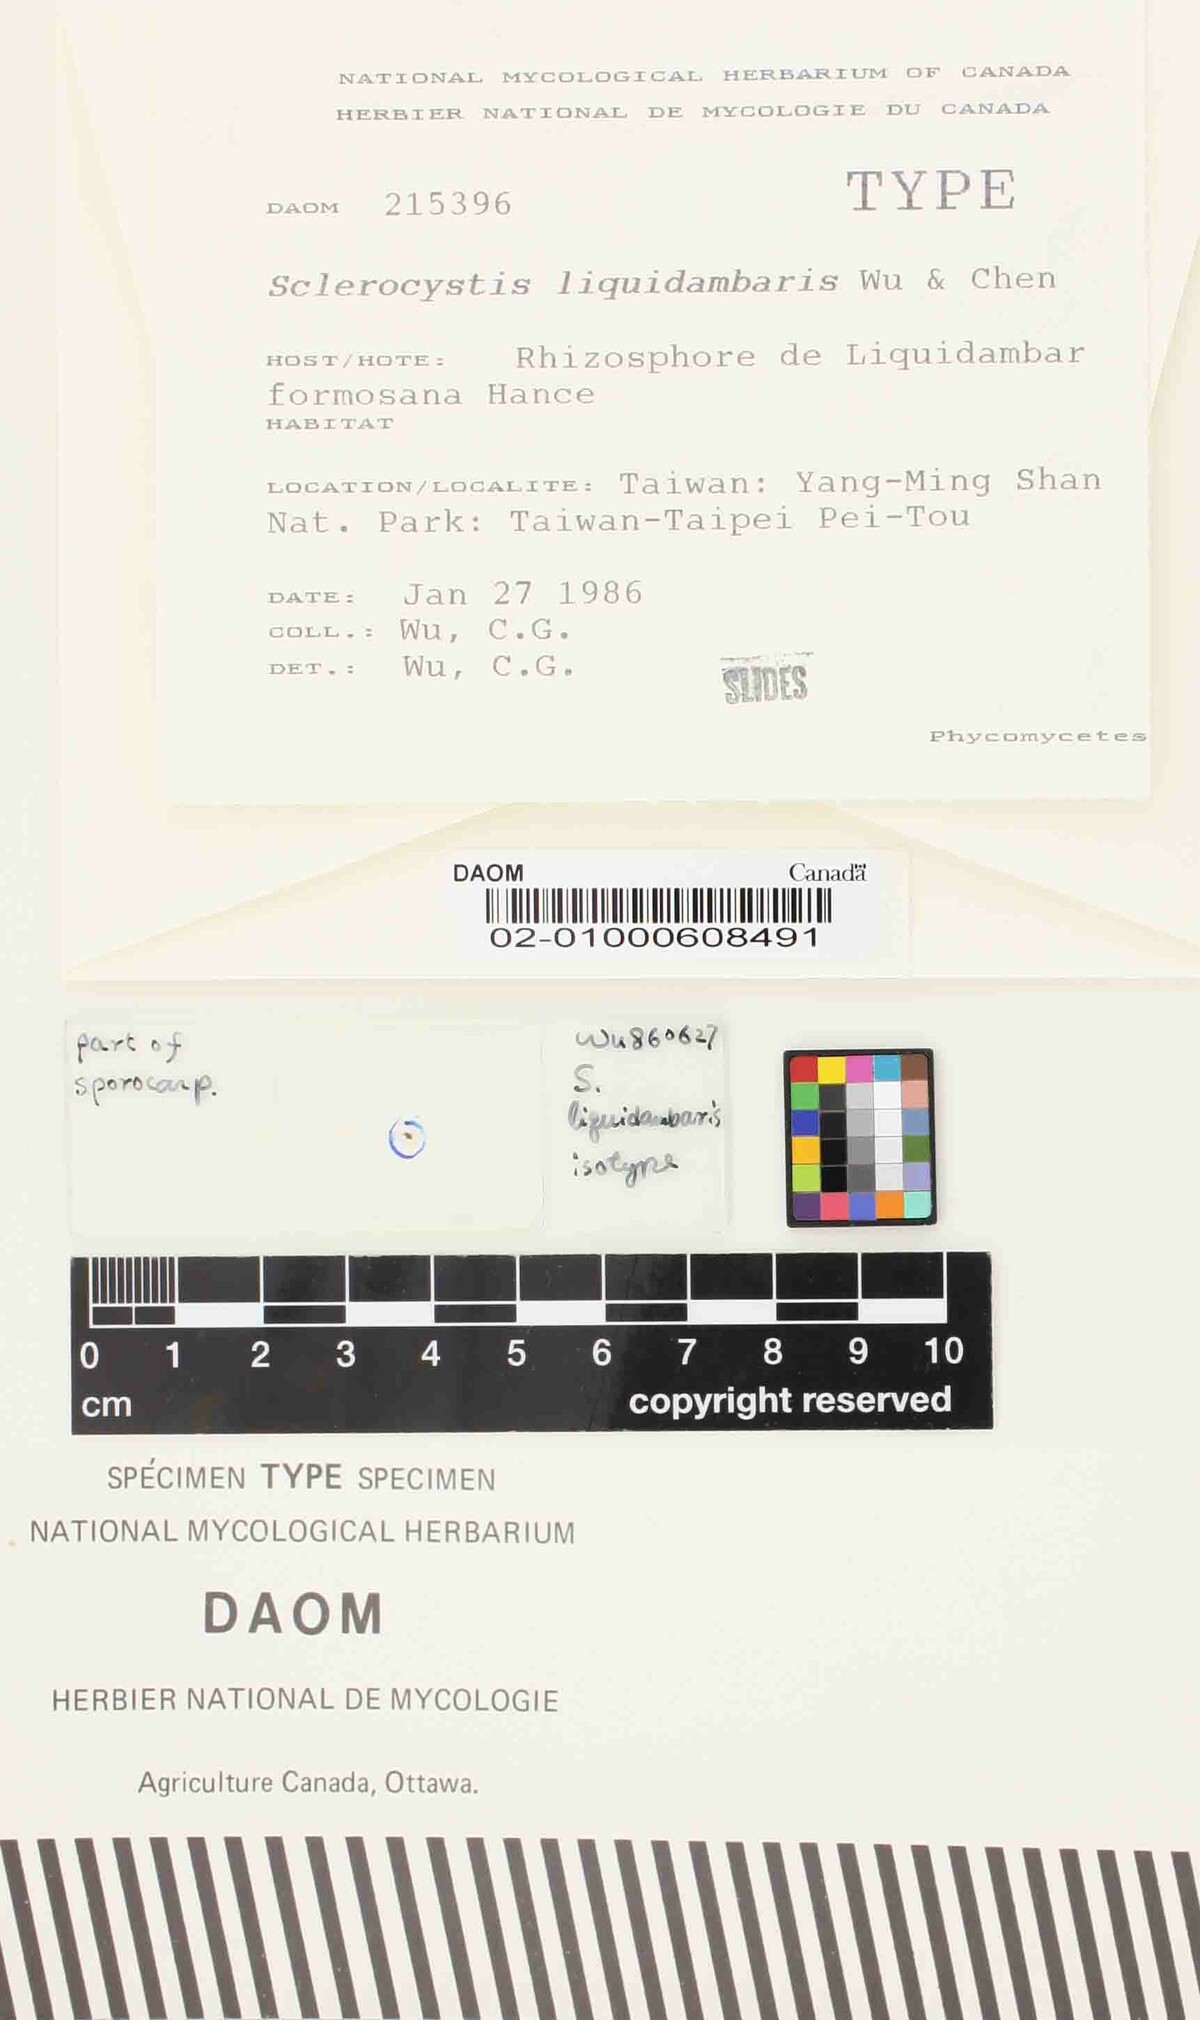 NATIONAL MYCOLOGICAL HERBARIUM OF CANADA
HERBIER NATIONAL DE MYCOLOGIE DU CANADA
DAOM 215396
TYPE
Sclerocystis liquidambaris Wu & Chen
HOST/HOTE: Rhizosphore de Liquidambar
formosana Hance
HABITAT
LOCATION/LOCALITE: Taiwan: Yang-Ming Shan
Nat. Park: Taiwan-Taipei Pei-Tou
DATE: Jan 27 1986
COLL.: Wu, C.G.
DET.: Wu, C.G.
SLIDES
Phycomycetes
DAOM
Canada
02-01000608491
part of
sporocarp.
Wu860627
S.
liquidambaris
isotype
0 1 2 3 4 5 6 7 8 9 10
cm
copyright reserved
SPÉCIMEN TYPE SPECIMEN
NATIONAL MYCOLOGICAL HERBARIUM
DAOM
HERBIER NATIONAL DE MYCOLOGIE
Agriculture Canada, Ottawa.